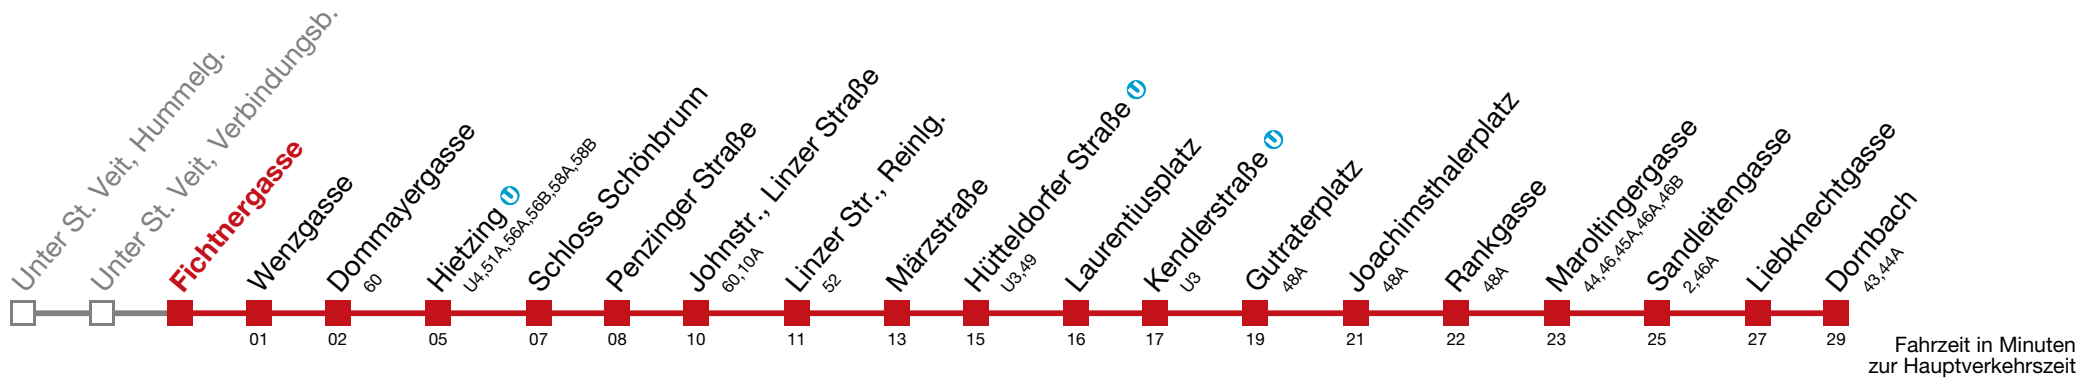 Unter St. Veit, Hummelg.
Unter St. Veit, Verbindungsb.
Fichtnergasse
Wenzgasse
Dommayergasse
60
Hietzing U
U4,51A,56A,56B,58A,58B
Schloss Schönbrunn
Penzinger Straße
Johnstr., Linzer Straße
60,10A
Linzer Str., Reinlg.
52
Märzstraße
Hütteldorfer Straße U
U3,49
Laurentiusplatz
Kendlerstraße U
U3
Gutraterplatz
48A
Joachimsthalerplatz
48A
Rankgasse
48A
Maroltingergasse
44,46,45A,46A,46B
Sandleitengasse
2,46A
Liebknechtgasse
Dornbach
43,44A
01 02 05 07 08 10 11 13 15 16 17 19 21 22 23 25 27 29
Fahrzeit in Minuten
zur Hauptverkehrszeit